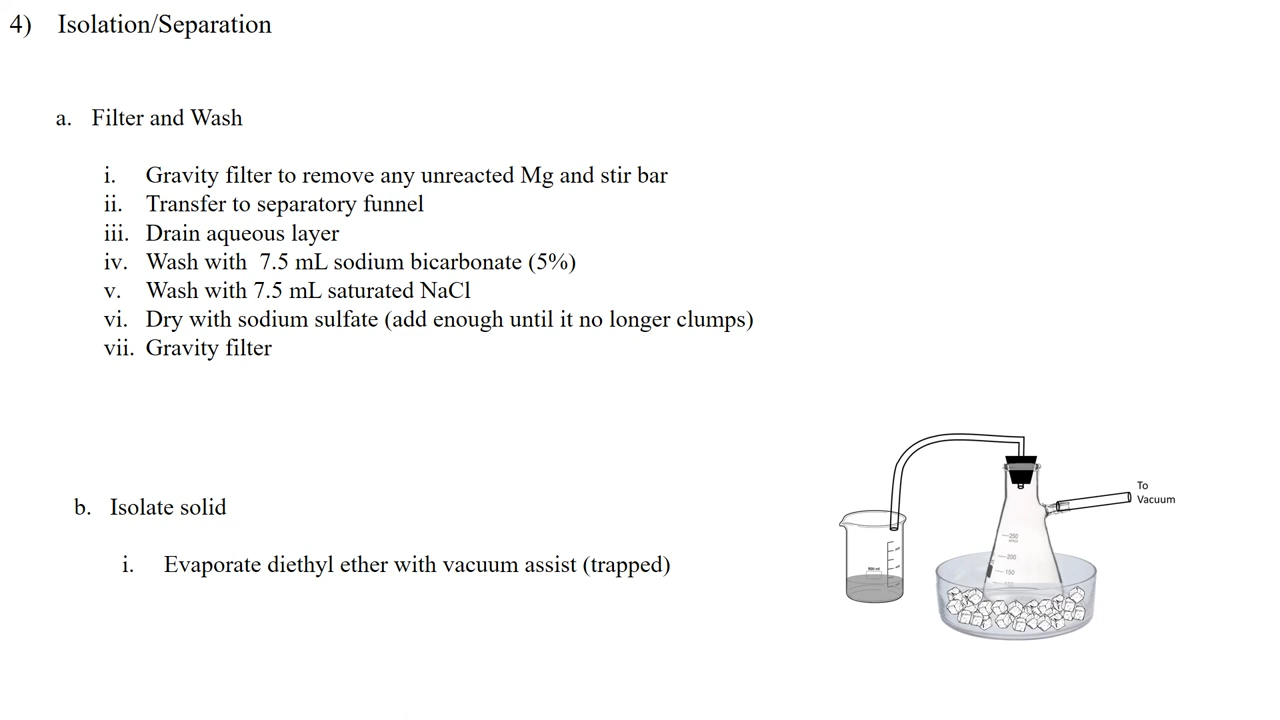 4) Isolation/Separation
a. Filter and Wash
i. Gravity filter to remove any unreacted Mg and stir bar
ii. Transfer to separatory funnel
iii. Drain aqueous layer
iv. Wash with 7.5 mL sodium bicarbonate (5%)
v. Wash with 7.5 mL saturated NaCl
vi. Dry with sodium sulfate (add enough until it no longer clumps)
vii. Gravity filter
To
Vacuum
b. Isolate solid
250
200
i. Evaporate diethyl ether with vacuum assist (trapped)
150